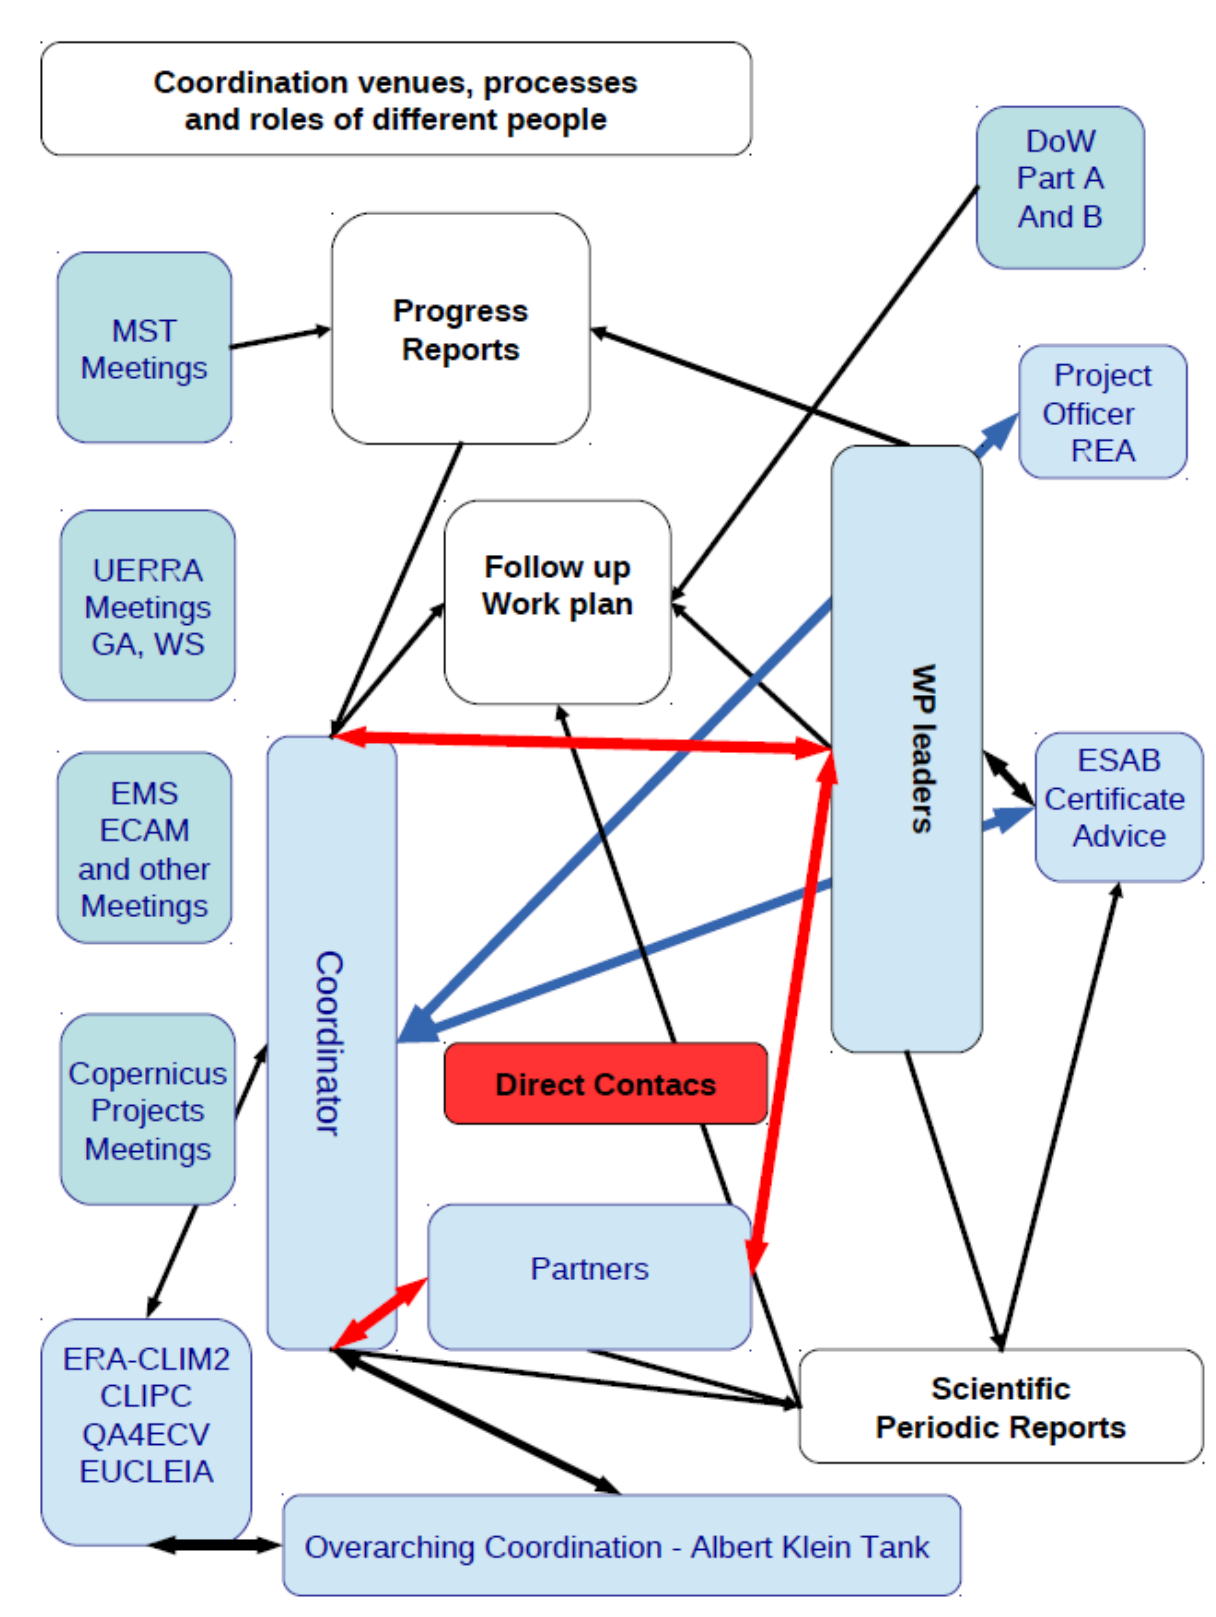 Coordination venues, processes
and roles of different people
DoW
Part A
And B
MST
Meetings
Progress
Reports
Project
Officer
REA
UERRA
Meetings
GA, WS
Follow up
Work plan
WP leaders
EMS
ECAM
and other
Meetings
ESAB
Certificate
Advice
Coordinator
Copernicus
Projects
Meetings
Direct Contacs
Partners
ERA-CLIM2
CLIPC
QA4ECV
EUCLEIA
Scientific
Periodic Reports
Overarching Coordination - Albert Klein Tank